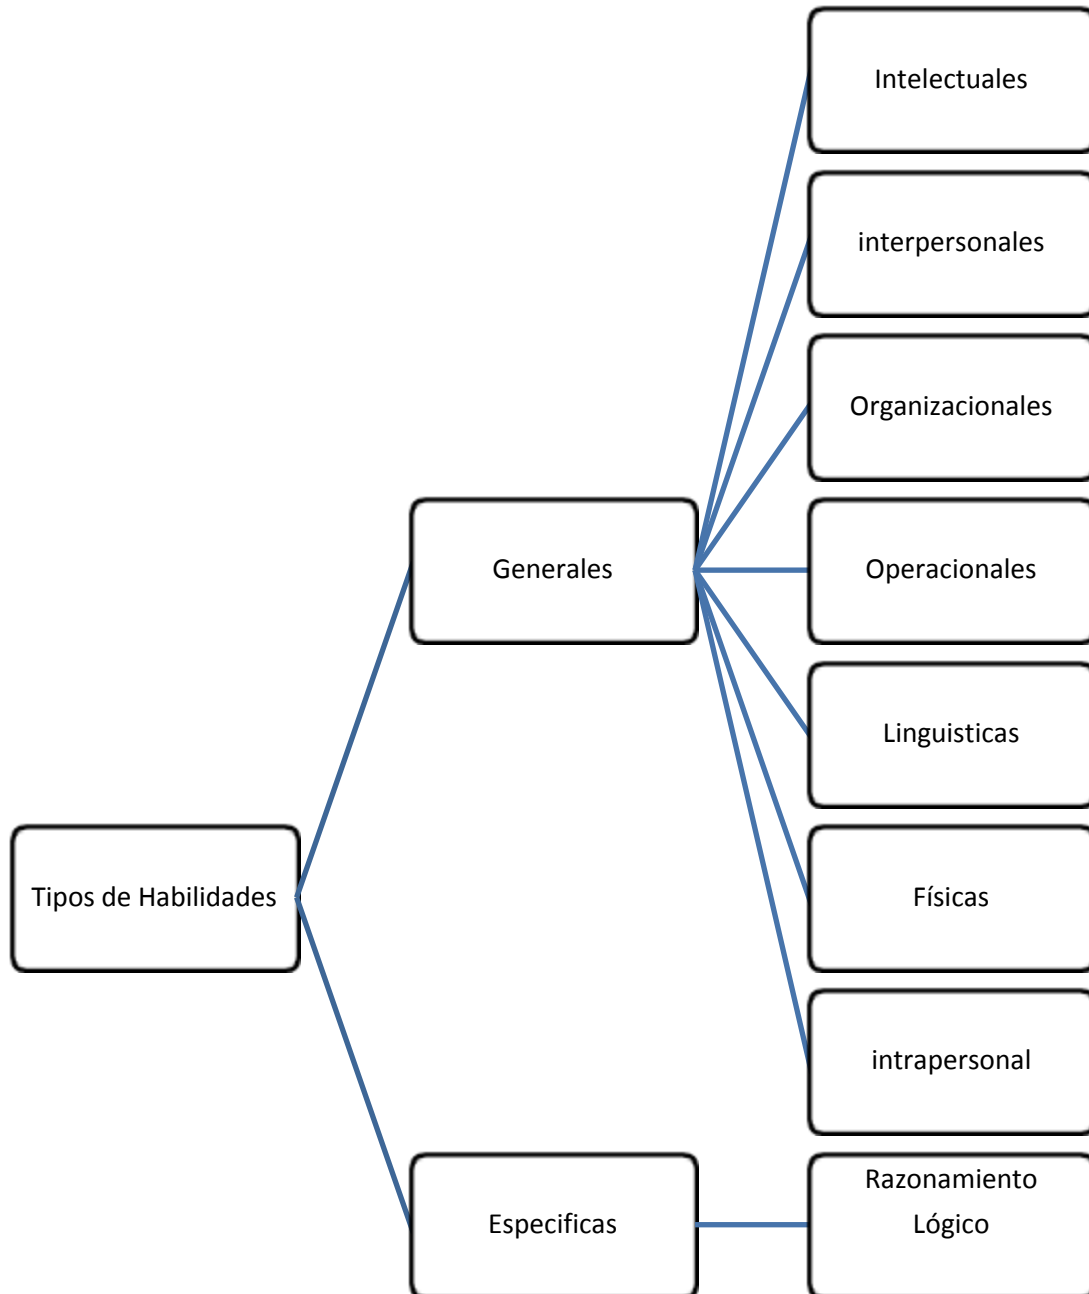 Intelectuales
interpersonales
Organizacionales
Generales
Operacionales
Linguisticas
Tipos de Habilidades
Físicas
intrapersonal
Especificas
Razonamiento
Lógico